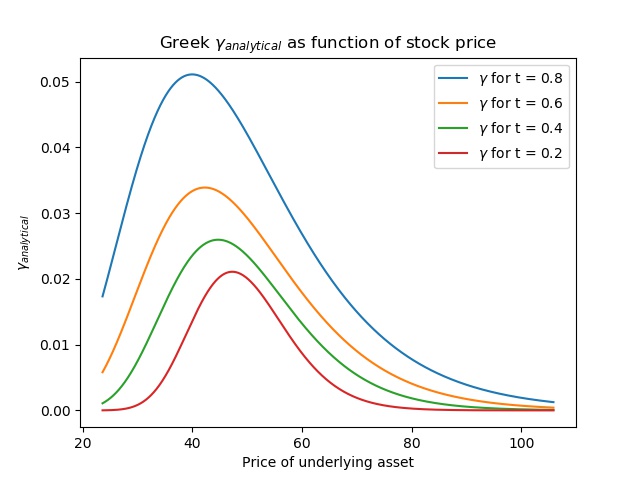 Greek γanalytical as function of stock price
γ for t = 0.8
γ for t = 0.6
γ for t = 0.4
γ for t = 0.2
0.05
0.04
0.03
0.02
0.01
0.00
γanalytical
20 40 60 80 100
Price of underlying asset